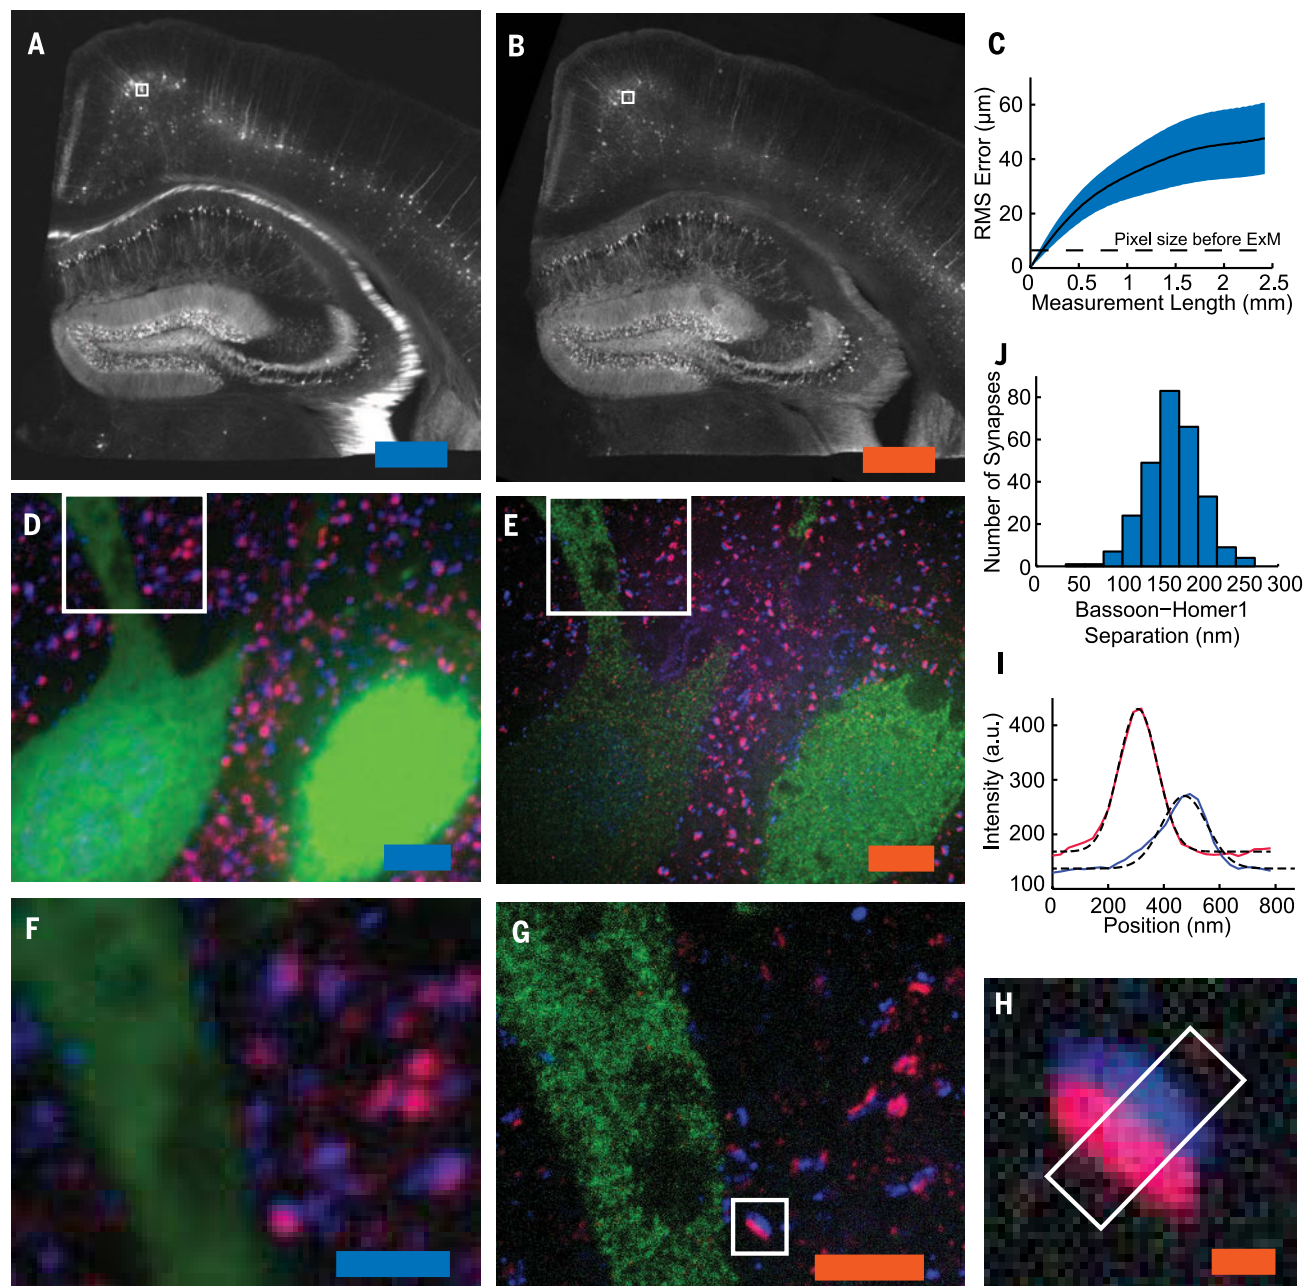 A
B
C
60
40
20
0
RMS Error (µm)
Pixel size before ExM
0
0.5
1
1.5
2
2.5
Measurement Length (mm)
J
80
60
40
20
0
Number of Synapses
0
50
100
150
200
250
300
Bassoon−Homer1
Separation (nm)
D
E
I
400
300
200
100
Intensity (a.u.)
0
200
400
600
800
Position (nm)
F
G
H